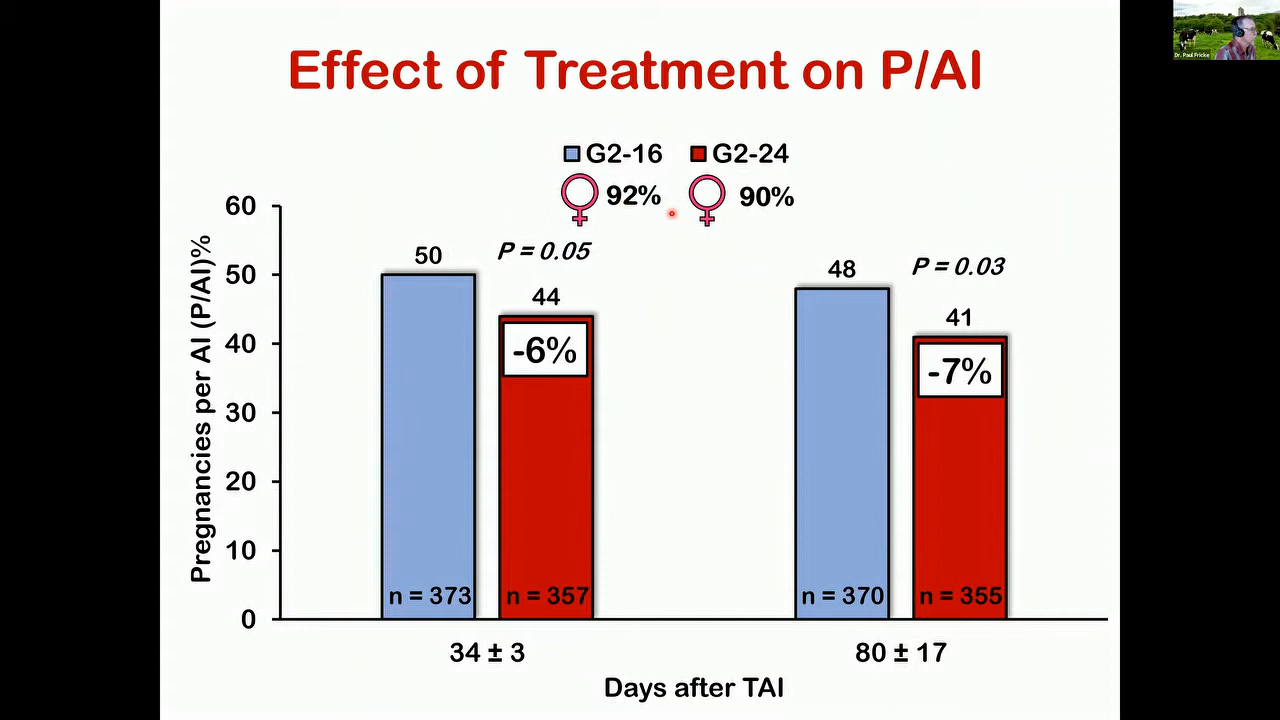 Effect of Treatment on P/AI
Dr. Paul Fricke
G2-16 G2-24
92% 90%
Pregnancies per AI (P/AI)%
60
50
40
30
20
10
0
50
P = 0.05
44
-6%
n = 373
n = 357
48
P = 0.03
41
-7%
n = 370
n = 355
34 ± 3
80 ± 17
Days after TAI